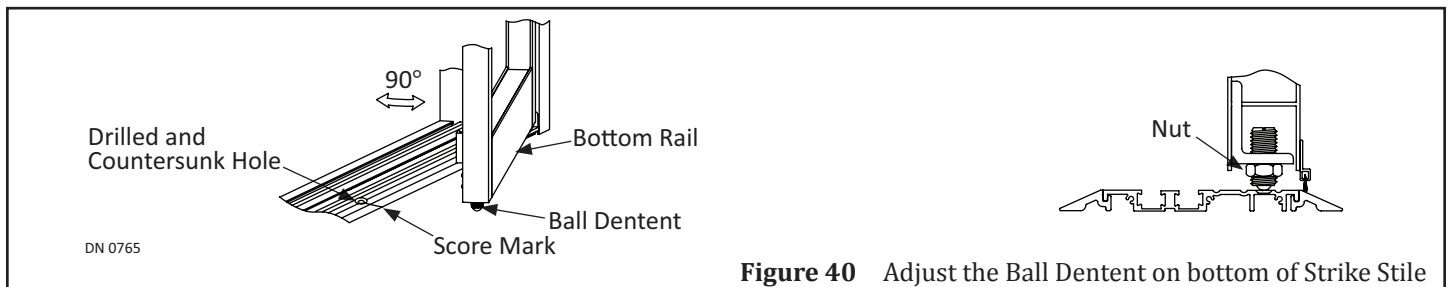 90°
Drilled and
Countersunk Hole
Bottom Rail
Ball Dentent
Score Mark
DN 0765
Nut
Figure 40 Adjust the Ball Dentent on bottom of Strike Stile